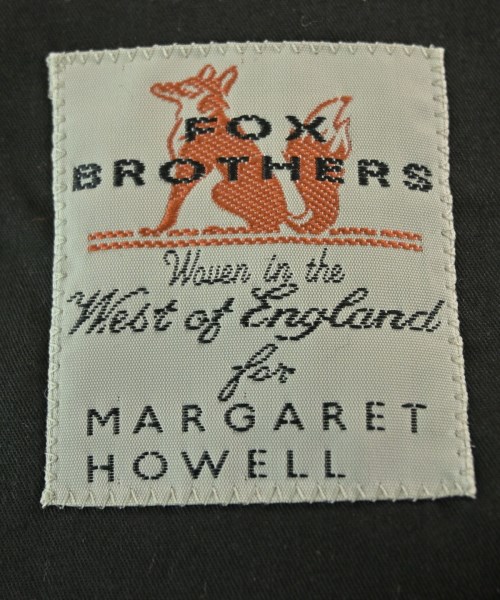 FOX
BROTHERS
Woven in the
West of England
for
MARGARET
HOWELL